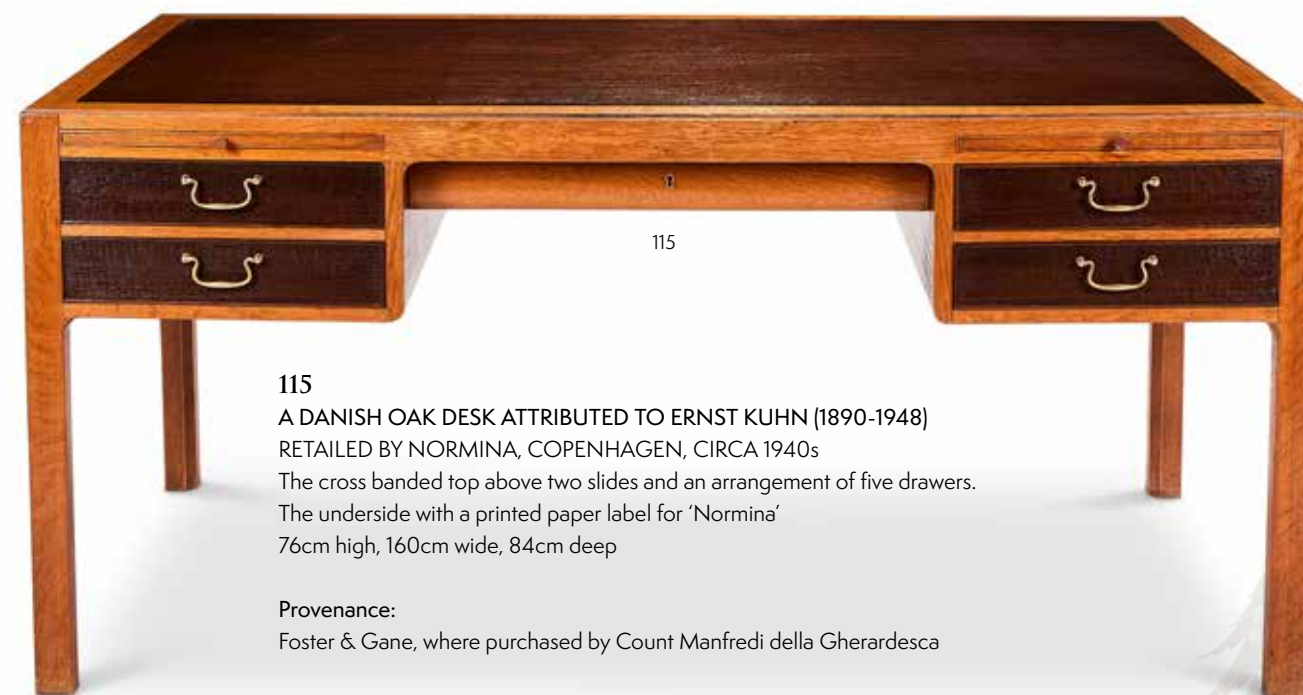 115
115
A DANISH OAK DESK ATTRIBUTED TO ERNST KUHN (1890-1948)
RETAILED BY NORMINA, COPENHAGEN, CIRCA 1940s
The cross banded top above two slides and an arrangement of five drawers.
The underside with a printed paper label for ‘Normina’
76cm high, 160cm wide, 84cm deep
Provenance:
Foster & Gane, where purchased by Count Manfredi della Gherardesca